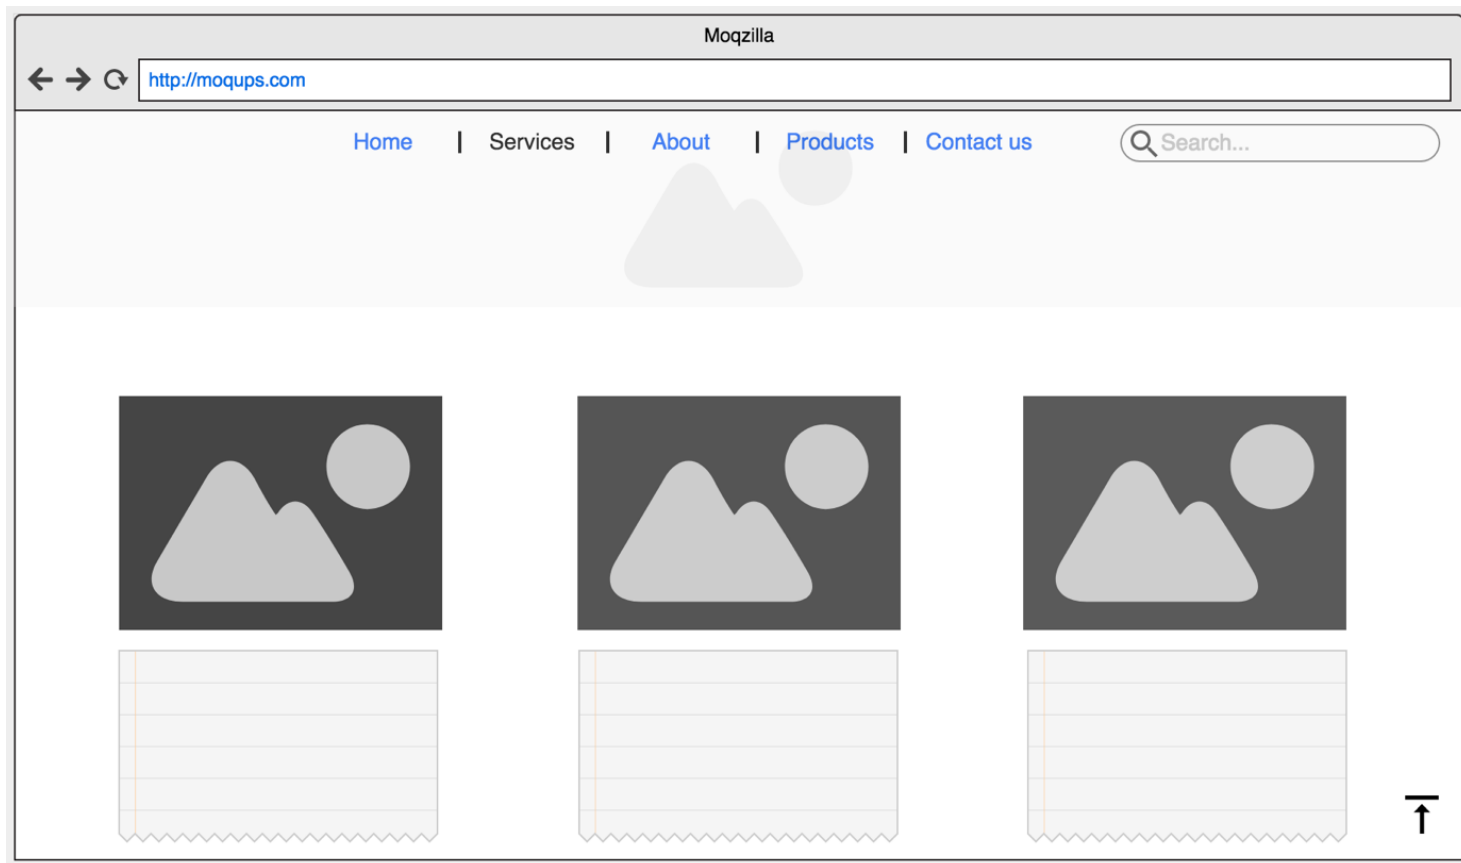 Moqzilla
http://moqups.com
Home | Services | About | Products | Contact us Search...